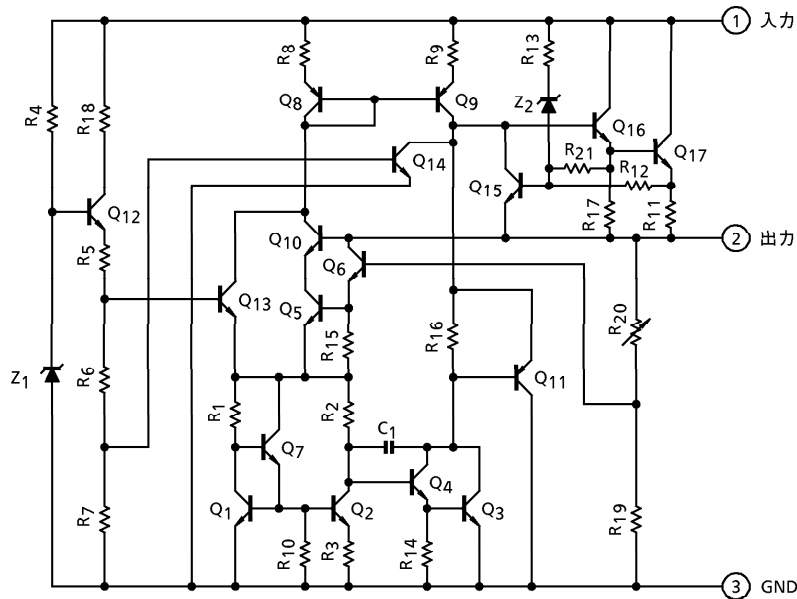 1 入力
R8 R9 R13
R4 R18 Q8 Q9 Z2 Q16
Q14 R21 Q17
Q12 Q15 R12
R17 R11
R5 Q10 Q6 2 出力
Q13 Q5 R20
Z1 R6 R15 R16 Q11
R1 R2 C1
Q7 Q4
R7 Q1 Q2 Q3 R19
R10 R3 R14
3 GND